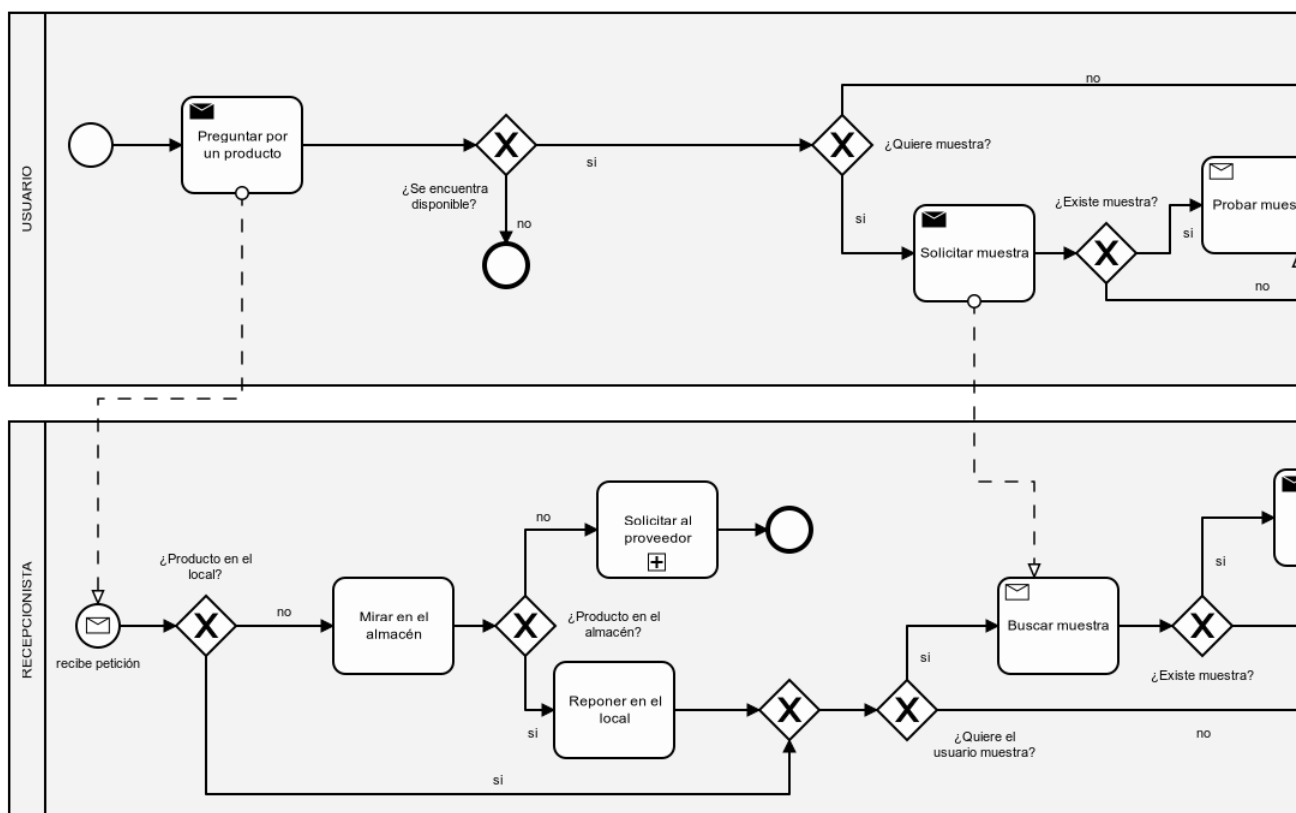 USUARIO
Preguntar por
un producto
¿Se encuentra
disponible?
si
no
¿Quiere muestra?
no
si
Solicitar muestra
¿Existe muestra?
si
no
Probar mues
RECEPCIONISTA
recibe petición
¿Producto en el
local?
no
si
Mirar en el
almacén
¿Producto en el
almacén?
no
si
Solicitar al
proveedor
Reponer en el
local
¿Quiere el
usuario muestra?
si
no
Buscar muestra
¿Existe muestra?
si